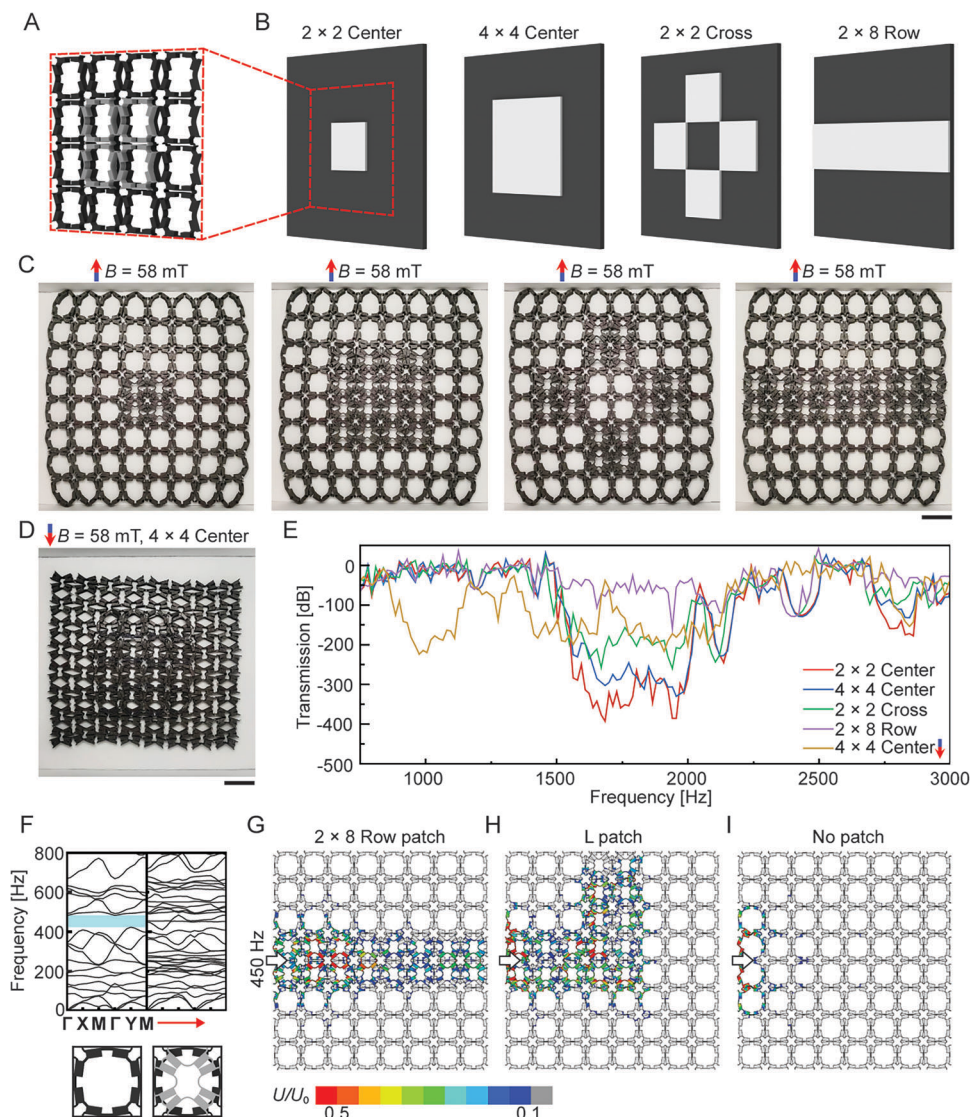 A
B
2 × 2 Center
4 × 4 Center
2 × 2 Cross
2 × 8 Row
C
B = 58 mT
B = 58 mT
B = 58 mT
B = 58 mT
D
B = 58 mT, 4 × 4 Center
E
Transmission [dB]
0
-100
-200
-300
-400
-500
2 × 2 Center
4 × 4 Center
2 × 2 Cross
2 × 8 Row
4 × 4 Center
1000
1500
2000
2500
3000
Frequency [Hz]
F
Frequency [Hz]
800
600
400
200
0
Γ X M Γ Y M
G
2 × 8 Row patch
450 Hz
H
L patch
I
No patch
U/U₀
0.5
0.1